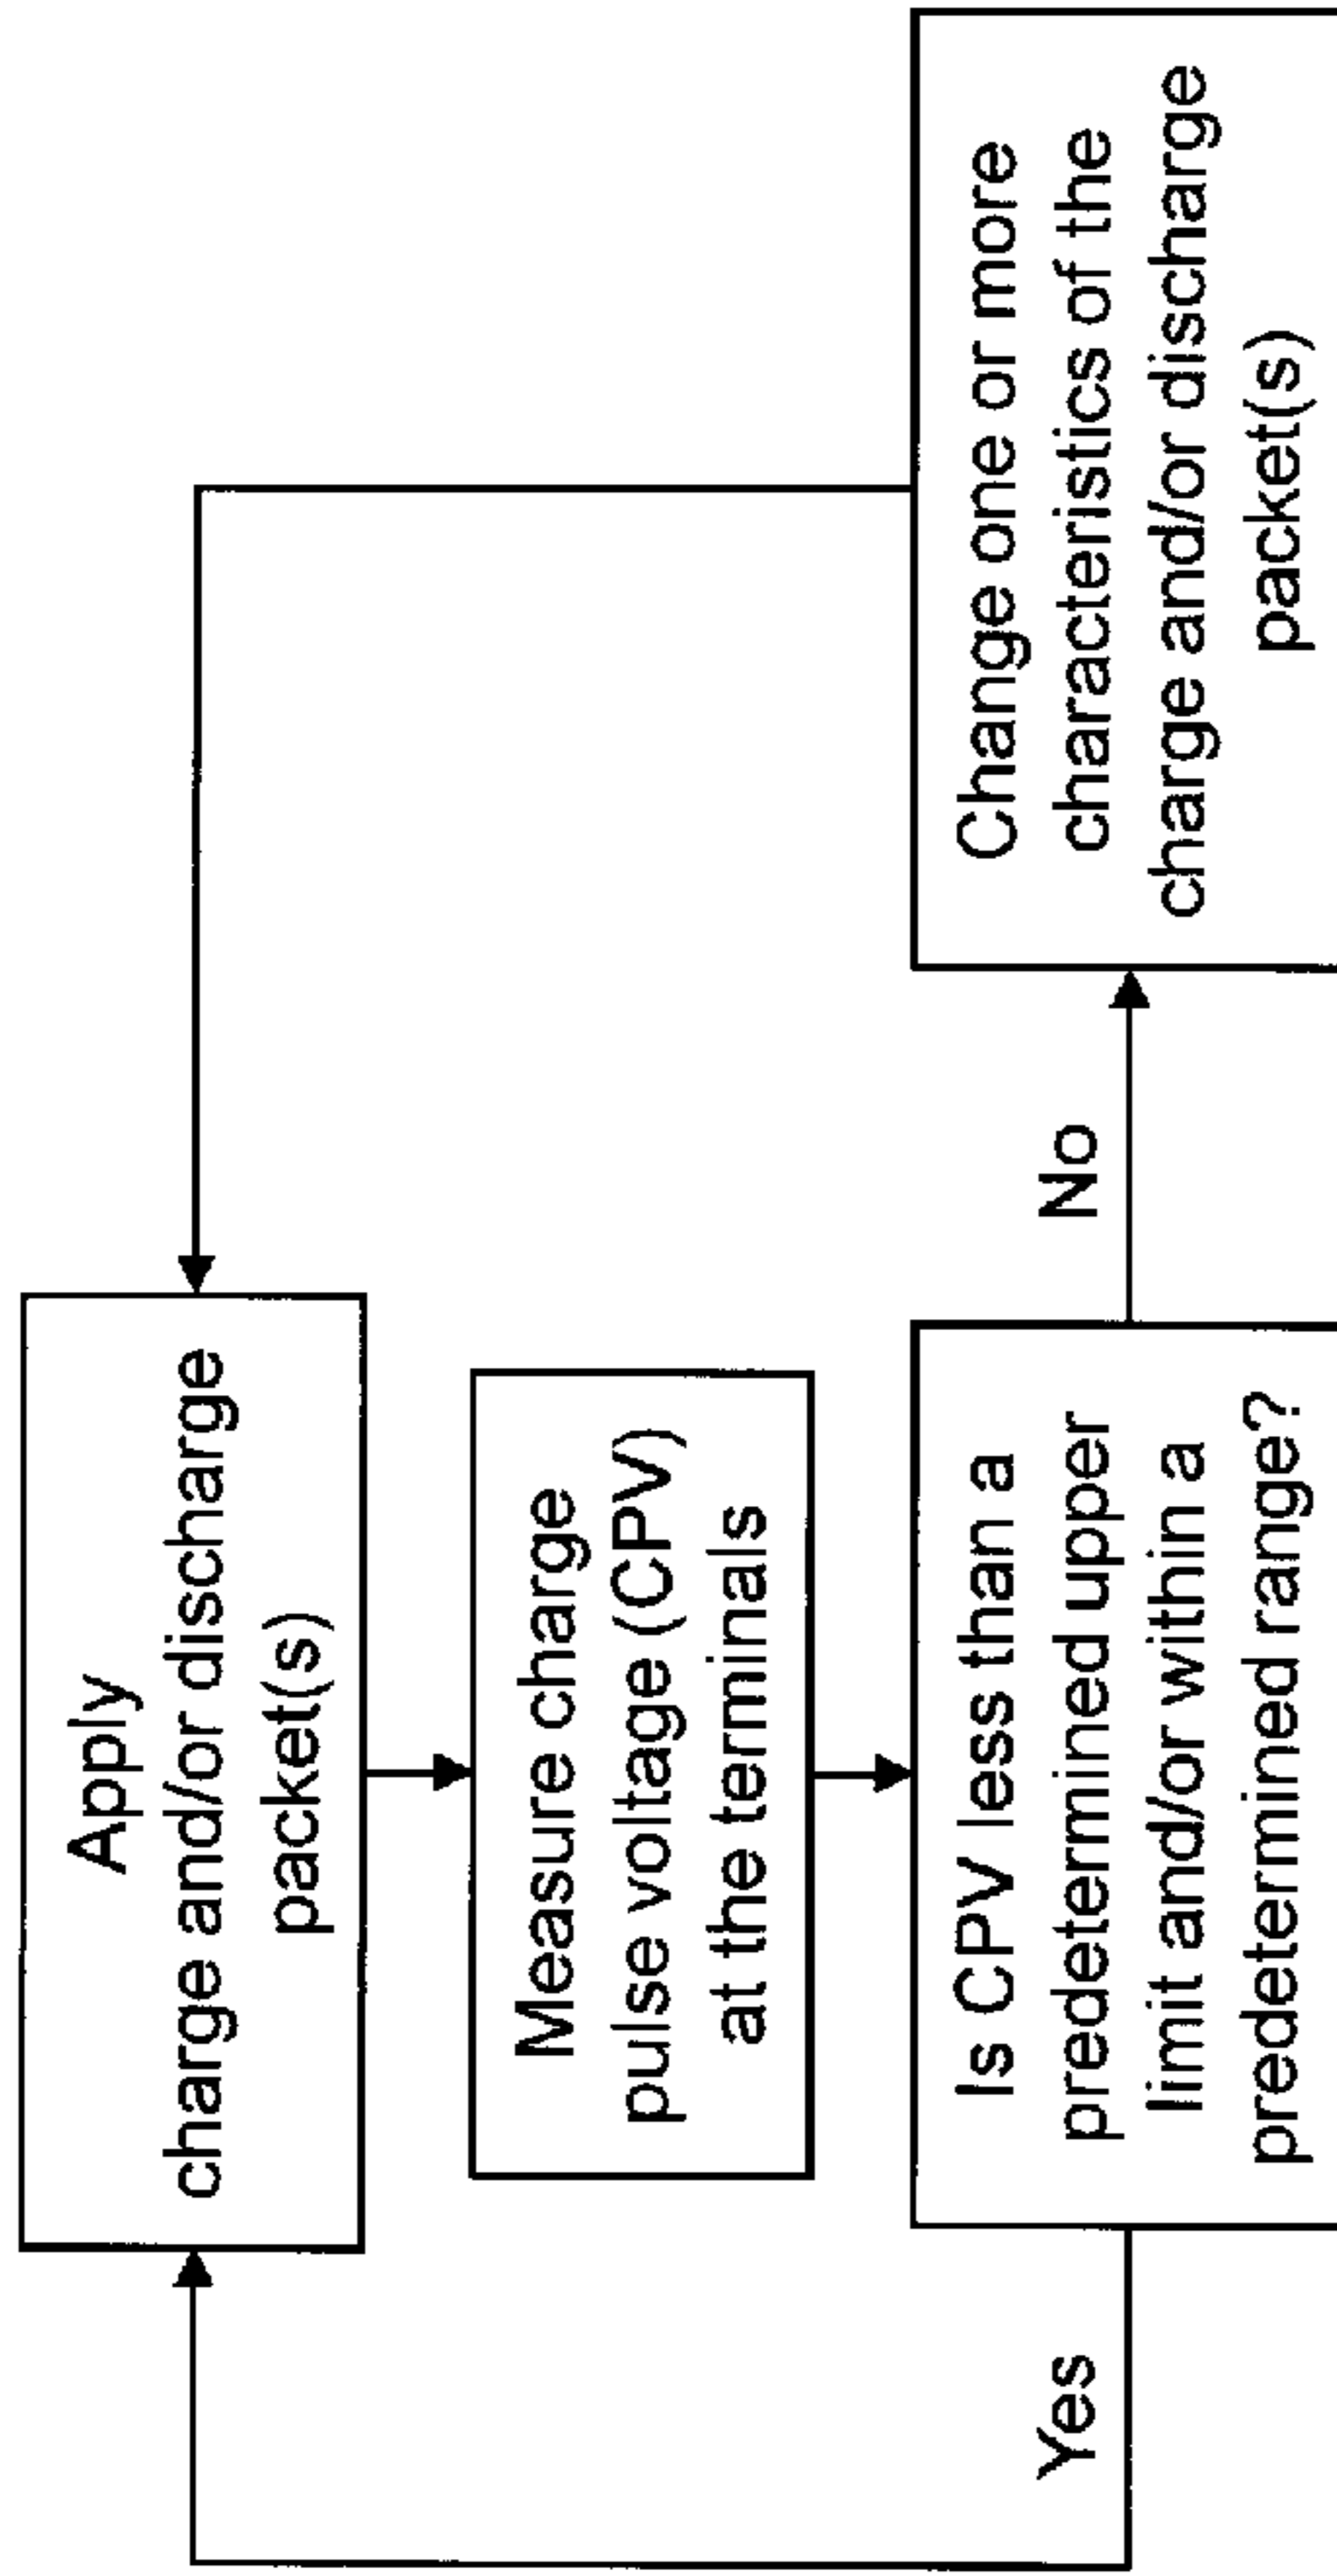 Apply
charge and/or discharge
packet(s)
Measure charge
pulse voltage (CPV)
at the terminals
Is CPV less than a
predetermined upper
limit and/or within a
predetermined range?
Yes
No
Change one or more
characteristics of the
charge and/or discharge
packet(s)